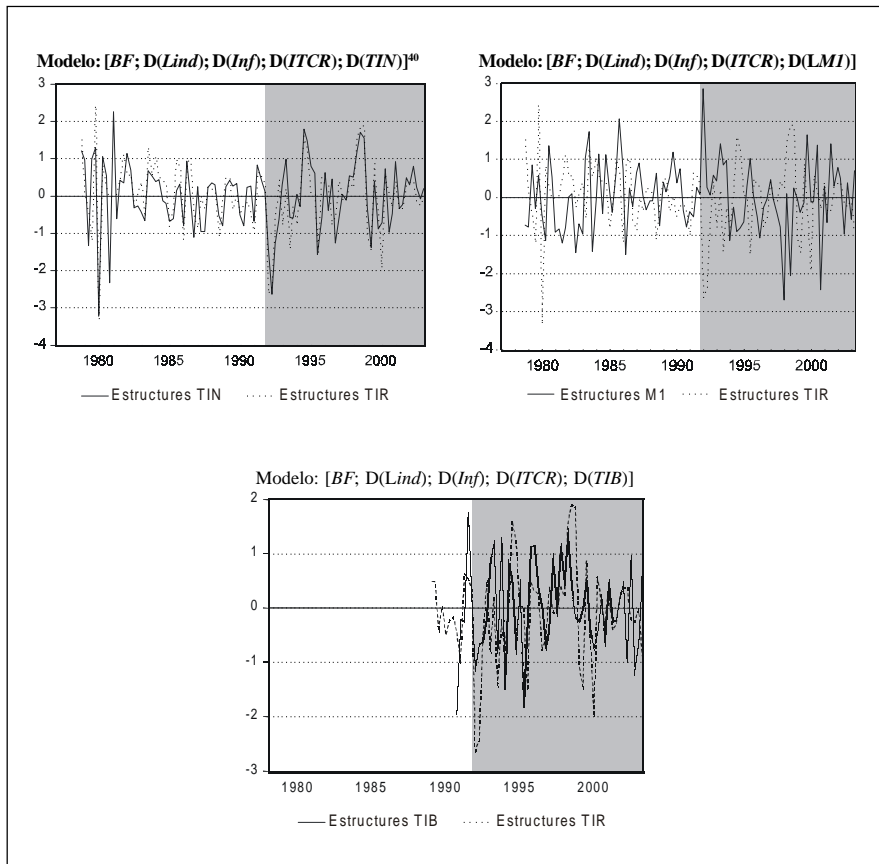 Modelo: [BF; D(Lind); D(Inf); D(ITCR); D(TIN)]⁴⁰
3
2
1
0
-1
-2
-3
-4
1980 1985 1990 1995 2000
Estructures TIN Estructures TIR
Modelo: [BF; D(Lind); D(Inf); D(ITCR); D(LM1)]
3
2
1
0
-1
-2
-3
-4
1980 1985 1990 1995 2000
Estructures M1 Estructures TIR
Modelo: [BF; D(Lind); D(Inf); D(ITCR); D(TIB)]
2
1
0
-1
-2
-3
1980 1985 1990 1995 2000
Estructures TIB Estructures TIR